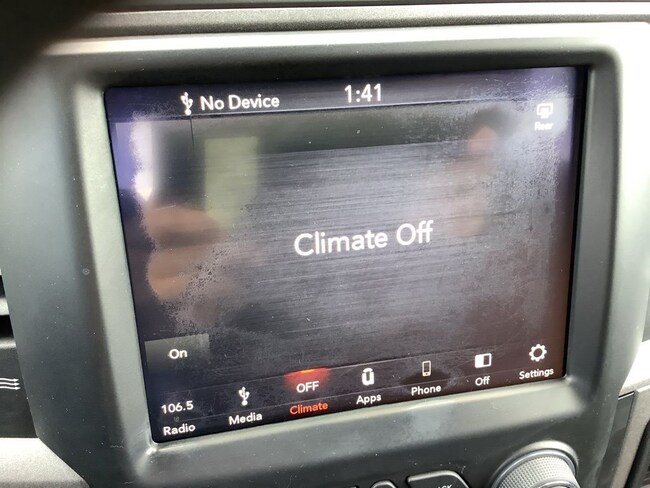 No Device
1:41
Rear
Climate Off
On
106.5
Radio
Media
OFF
Climate
Apps
Phone
Off
Settings